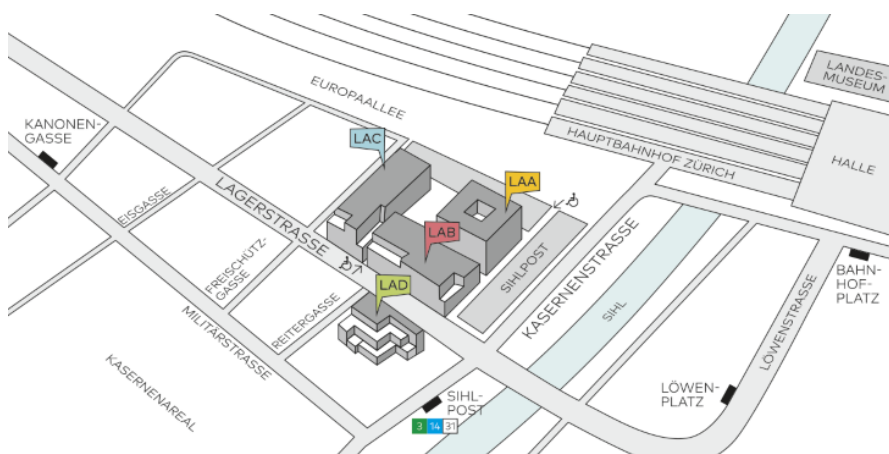 LANDES-
MUSEUM
EUROPAALLEE
KANONEN-
GASSE
HAUPTBAHNHOF ZÜRICH
LAC
HALLE
LAA
EISGASSE
LAGERSTRASSE
LAB
SIHLPOST
KASERNENSTRASSE
FREISCHÜTZ-
GASSE
BAHN-
HOF-
PLATZ
LAD
SIHL
REITERGASSE
MILITÄRSTRASSE
LÖWENSTRASSE
KASERNENAREAL
LÖWEN-
PLATZ
SIHL-
POST
3 14 31